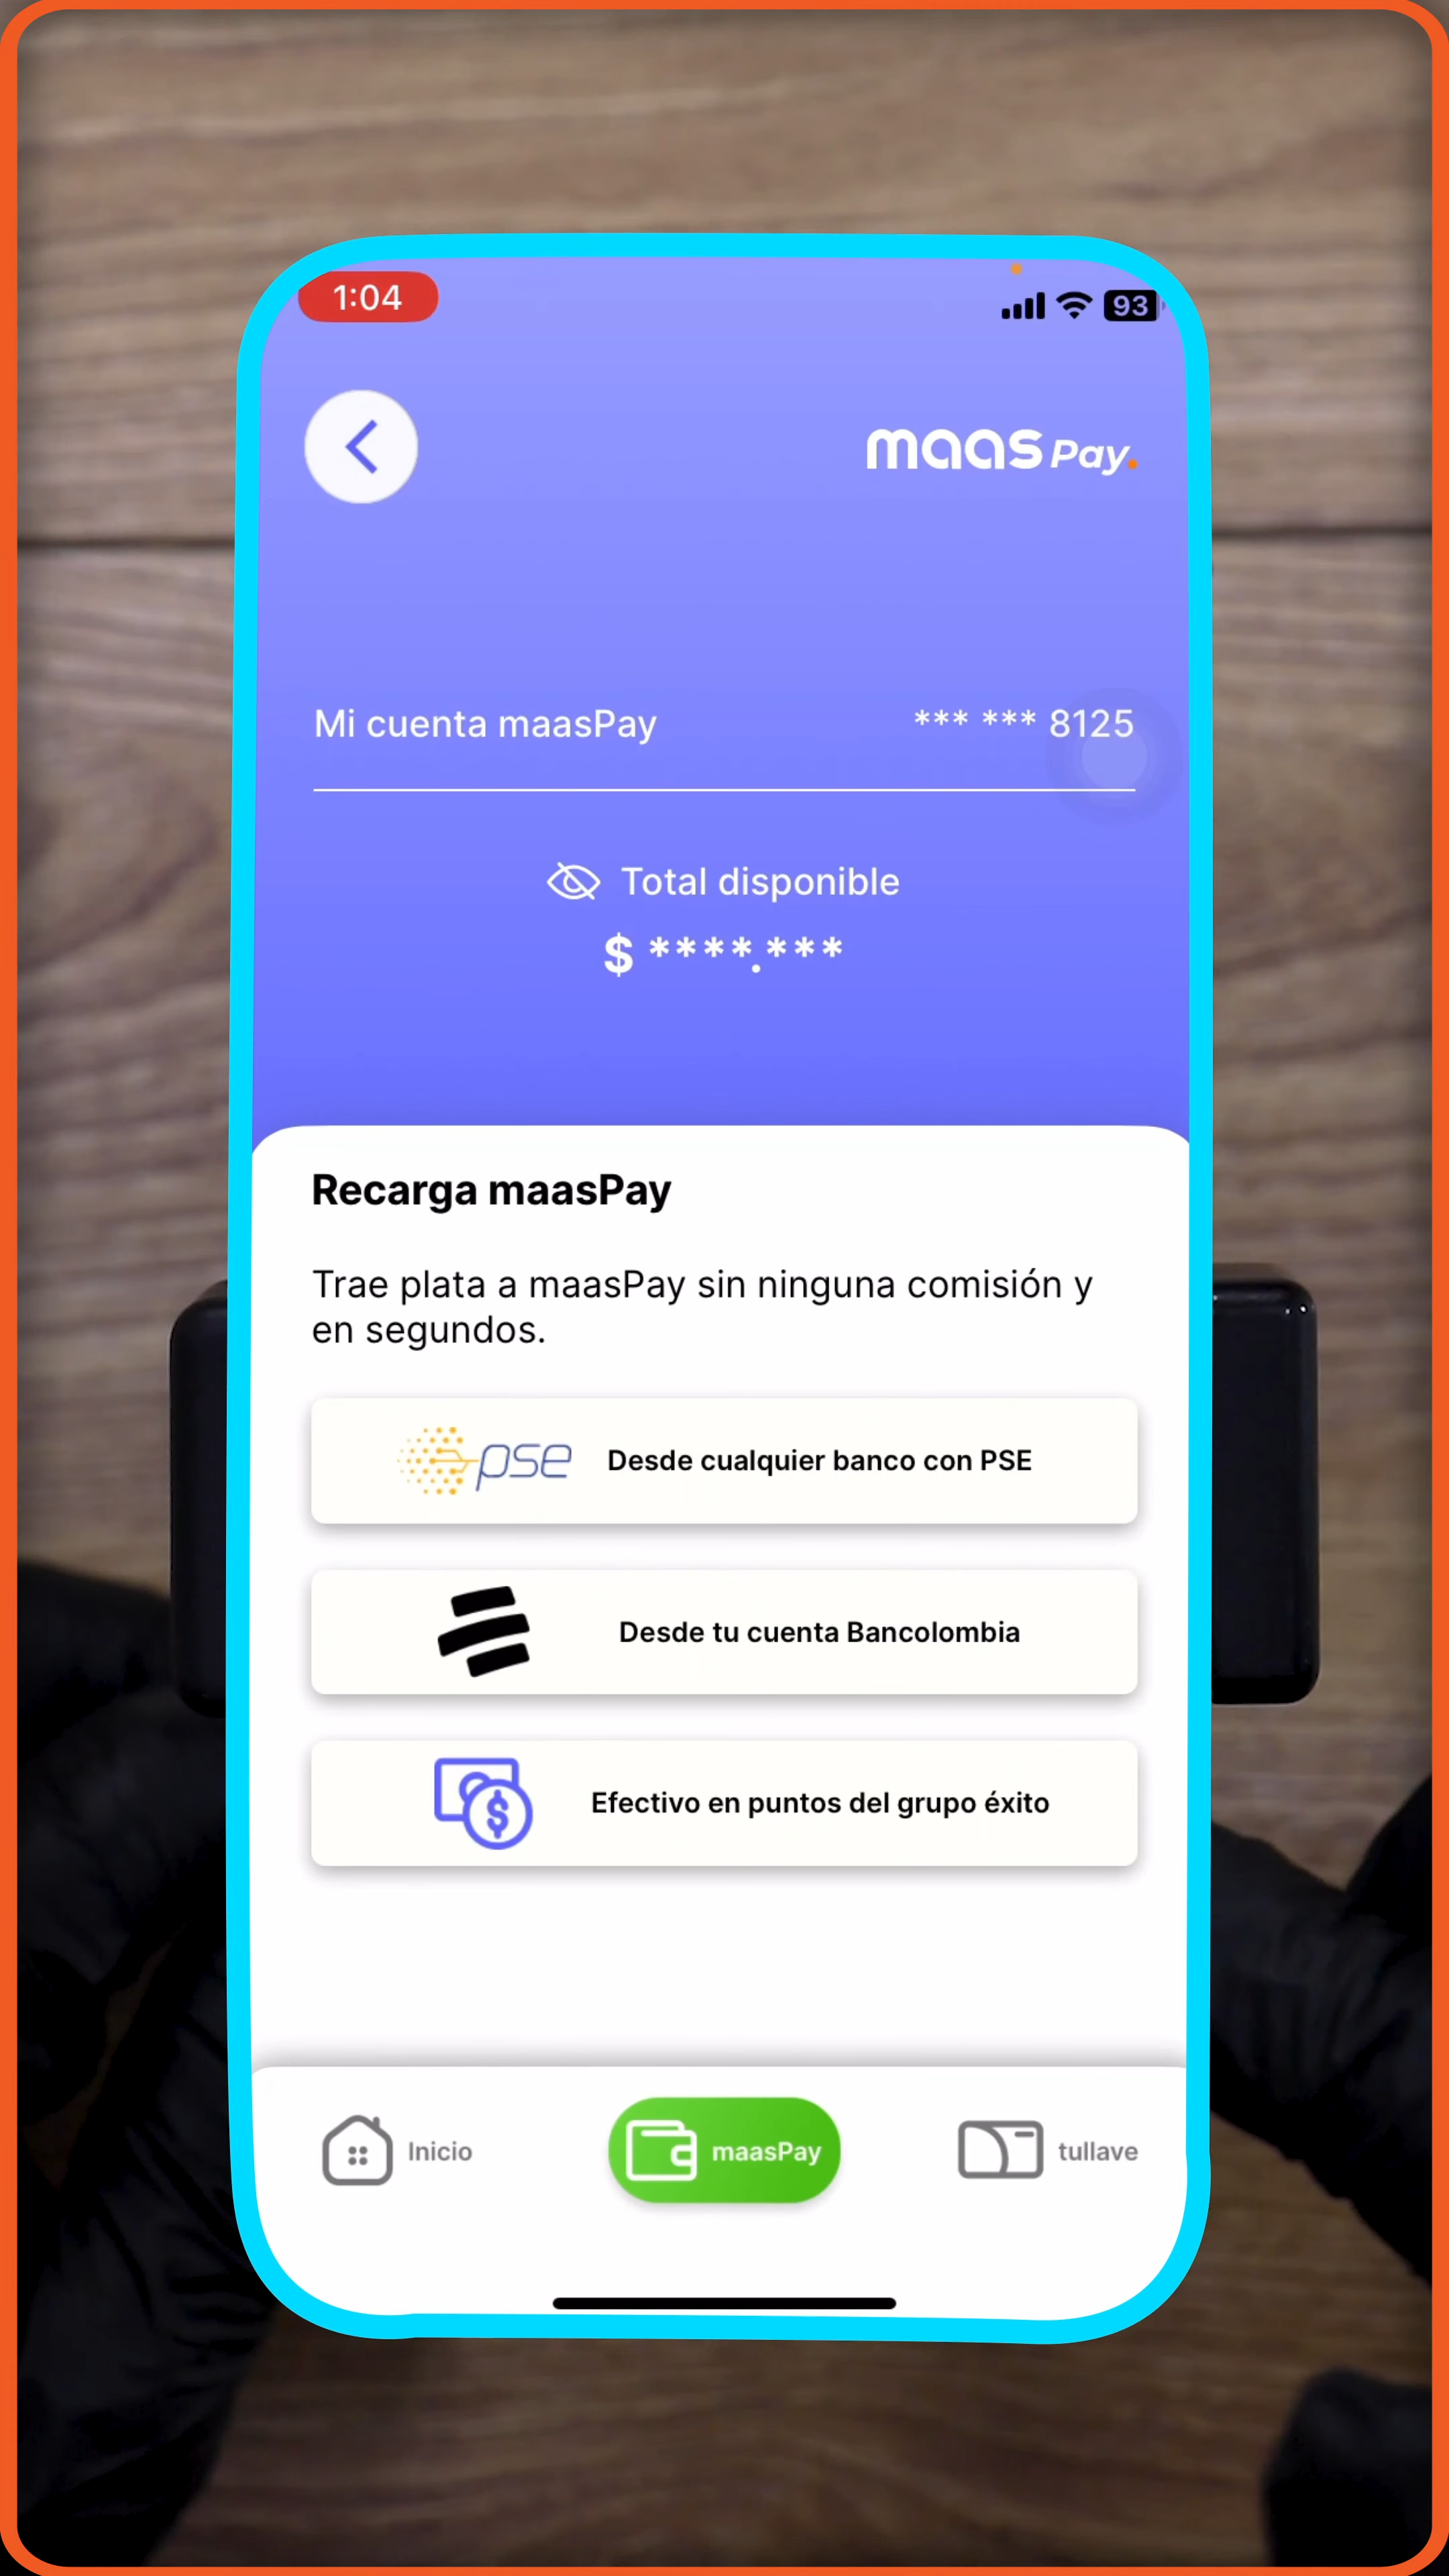 1:04
93
maas Pay.
Mi cuenta maasPay *** *** 8125
Total disponible
$ ****.***
Recarga maasPay
Trae plata a maasPay sin ninguna comisión y
en segundos.
pse Desde cualquier banco con PSE
Desde tu cuenta Bancolombia
Efectivo en puntos del grupo éxito
Inicio maasPay tullave